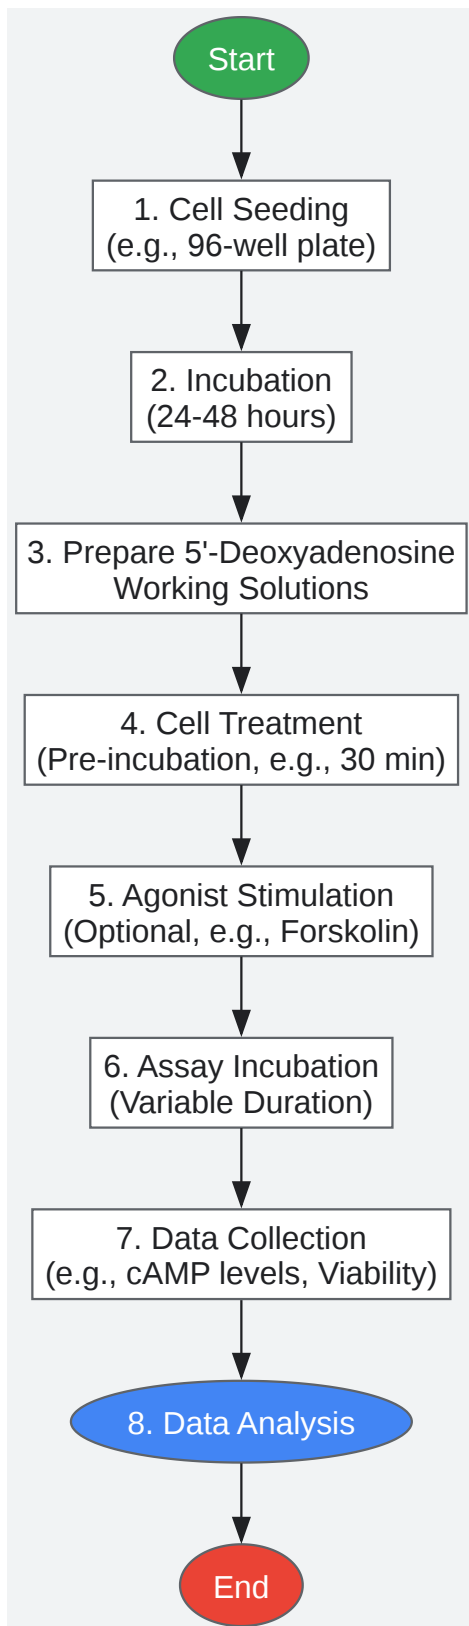 Start
1. Cell Seeding
(e.g., 96-well plate)
2. Incubation
(24-48 hours)
3. Prepare 5'-Deoxyadenosine
Working Solutions
4. Cell Treatment
(Pre-incubation, e.g., 30 min)
5. Agonist Stimulation
(Optional, e.g., Forskolin)
6. Assay Incubation
(Variable Duration)
7. Data Collection
(e.g., cAMP levels, Viability)
8. Data Analysis
End